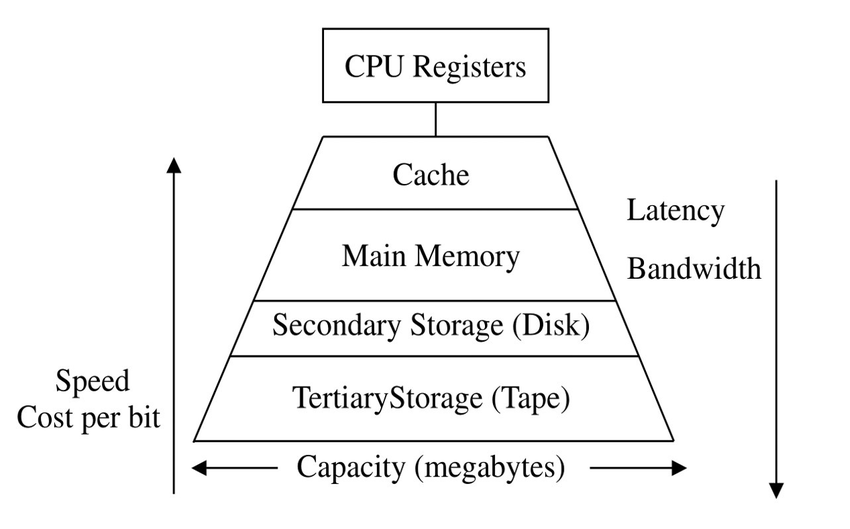 CPU Registers
Cache
Latency
Main Memory
Bandwidth
Secondary Storage (Disk)
Speed
TertiaryStorage (Tape)
Cost per bit
Capacity (megabytes)